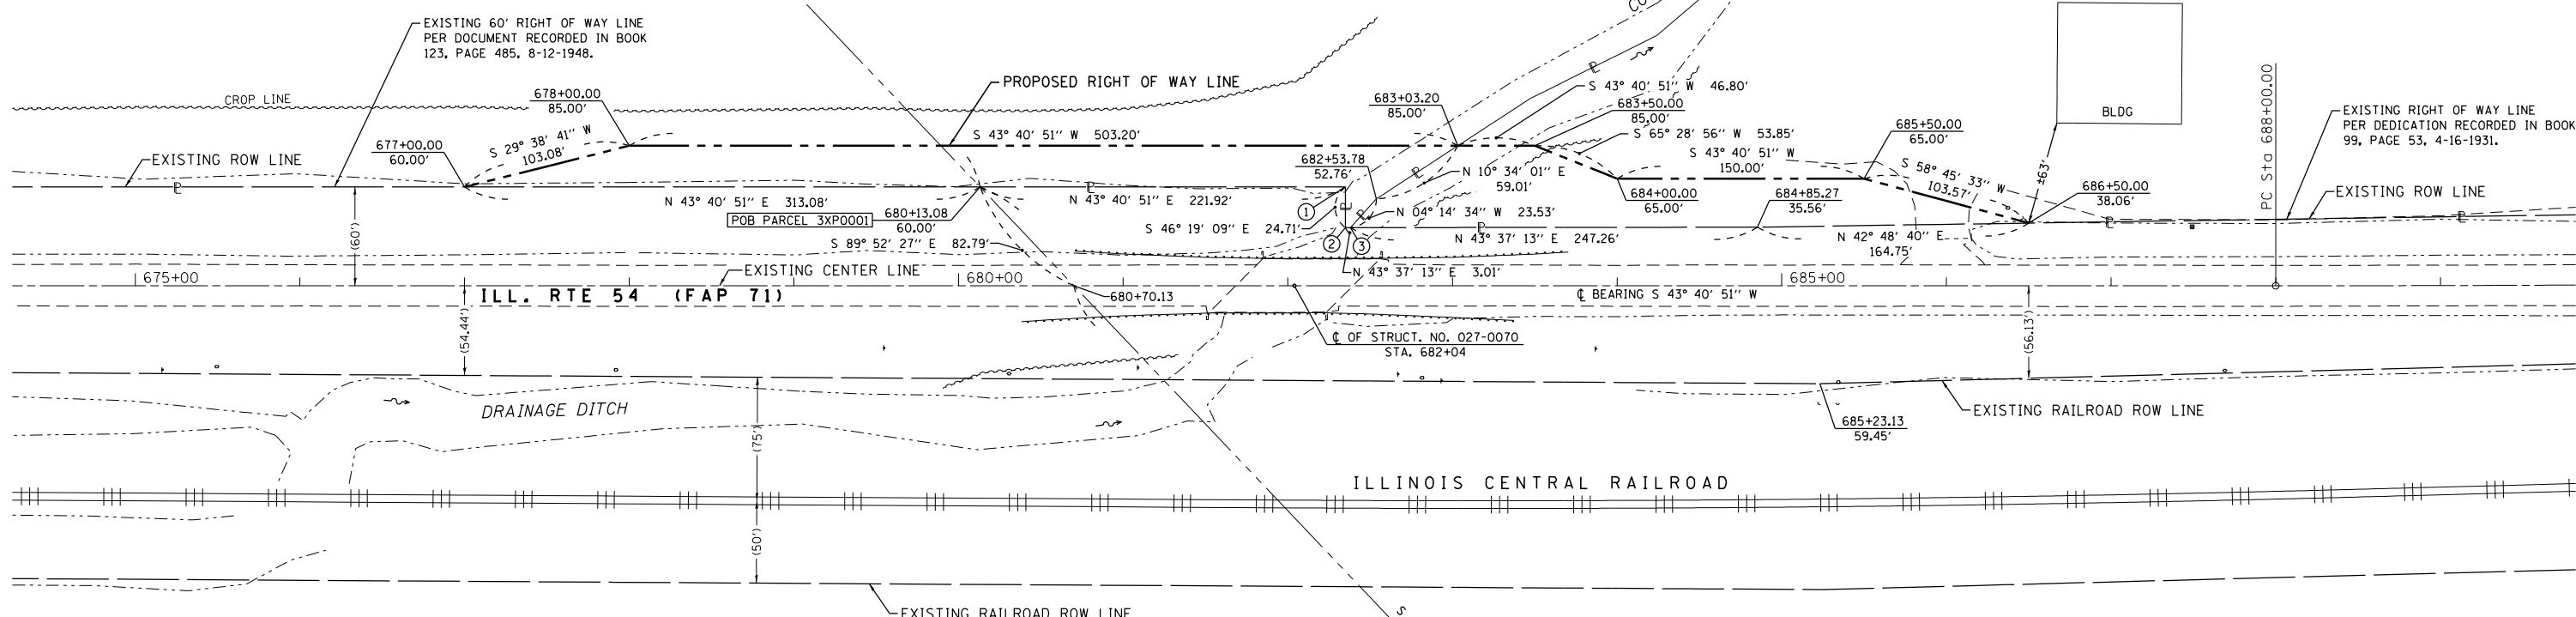 EXISTING 60' RIGHT OF WAY LINE
PER DOCUMENT RECORDED IN BOOK
123, PAGE 485, 8-12-1948.
CROP LINE
678+00.00
85.00'
PROPOSED RIGHT OF WAY LINE
683+03.20
85.00'
S 43° 40' 51'' W 46.80'
683+50.00
85.00'
BLDG
PC Sta 688+00.00
EXISTING RIGHT OF WAY LINE
PER DEDICATION RECORDED IN BOOK
99, PAGE 53, 4-16-1931.
EXISTING ROW LINE
677+00.00
60.00'
S 29° 38' 41'' W
103.08'
S 43° 40' 51'' W 503.20'
S 65° 28' 56'' W 53.85'
S 43° 40' 51'' W
150.00'
685+50.00
65.00'
S 58° 45' 33'' W
103.57'
±63'
686+50.00
38.06'
EXISTING ROW LINE
682+53.78
52.76'
N 10° 34' 01'' E
59.01'
684+00.00
65.00'
684+85.27
35.56'
(60')
N 43° 40' 51'' E 313.08'
POB PARCEL 3XP0001
680+13.08
60.00'
N 43° 40' 51'' E 221.92'
1
N 04° 14' 34'' W 23.53'
S 46° 19' 09'' E 24.71'
2
3
N 43° 37' 13'' E 247.26'
N 42° 48' 40'' E
164.75'
S 89° 52' 27'' E 82.79'
N 43° 37' 13'' E 3.01'
675+00
EXISTING CENTER LINE
680+00
685+00
ILL. RTE 54 (FAP 71)
680+70.13
℄ BEARING S 43° 40' 51'' W
(54.44')
℄ OF STRUCT. NO. 027-0070
STA. 682+04
(56.13')
DRAINAGE DITCH
(75')
685+23.13
59.45'
EXISTING RAILROAD ROW LINE
ILLINOIS CENTRAL RAILROAD
(50')
EXISTING RAILROAD ROW LINE
S